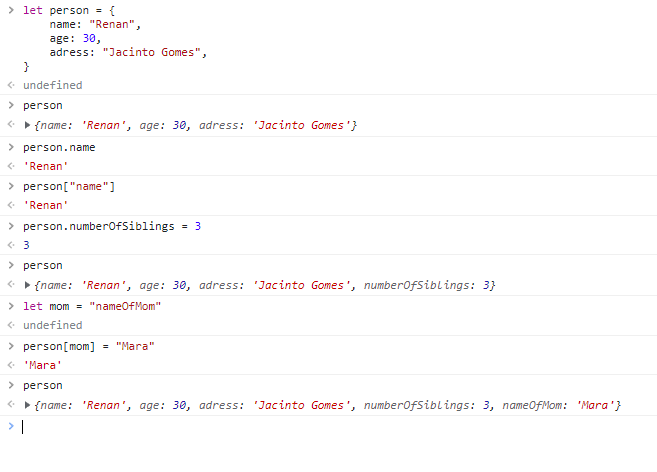 let person = {
    name: "Renan",
    age: 30,
    adress: "Jacinto Gomes",
}
undefined
person
{name: 'Renan', age: 30, adress: 'Jacinto Gomes'}
person.name
'Renan'
person["name"]
'Renan'
person.numberOfSiblings = 3
3
person
{name: 'Renan', age: 30, adress: 'Jacinto Gomes', numberOfSiblings: 3}
let mom = "nameOfMom"
undefined
person[mom] = "Mara"
'Mara'
person
{name: 'Renan', age: 30, adress: 'Jacinto Gomes', numberOfSiblings: 3, nameOfMom: 'Mara'}